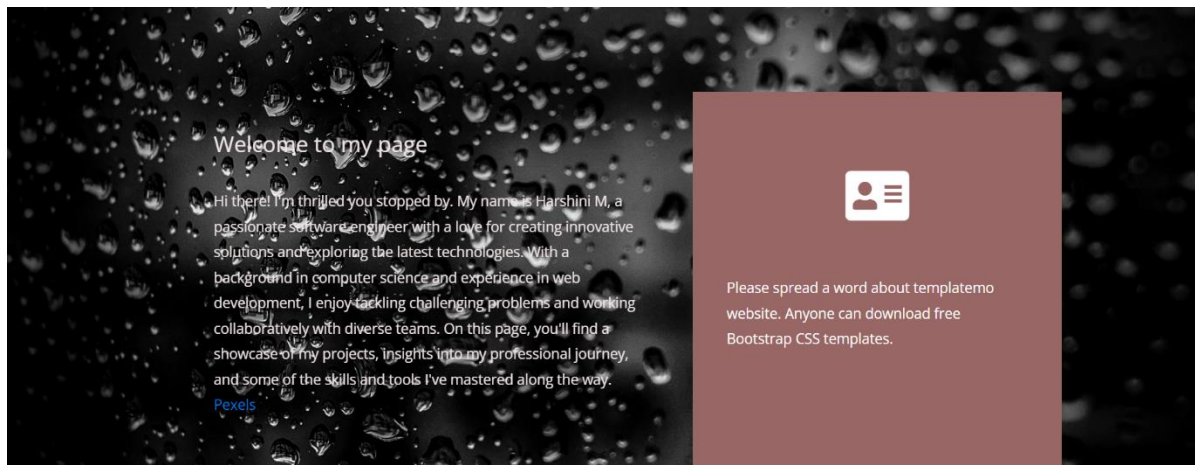 Welcome to my page
Hi there! I'm thrilled you stopped by. My name is Harshini M, a
passionate software engineer with a love for creating innovative
solutions and exploring the latest technologies. With a
background in computer science and experience in web
development, I enjoy tackling challenging problems and working
collaboratively with diverse teams. On this page, you'll find a
showcase of my projects, insights into my professional journey,
and some of the skills and tools I've mastered along the way.
Pexels
Please spread a word about templatemo
website. Anyone can download free
Bootstrap CSS templates.